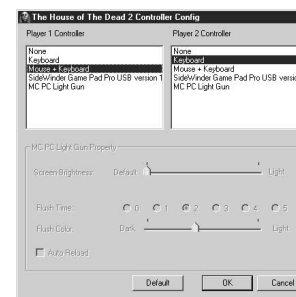 The House of The Dead 2 Controller Config
Player 1 Controller Player 2 Controller
None None
Keyboard Keyboard
Mouse + Keyboard Mouse + Keyboard
SideWinder Game Pad Pro USB version 1 SideWinder Game Pad Pro USB versio
MC PC Light Gun MC PC Light Gun
MC PC Light Gun Property
Screen Brightness: Default Light
Flush Time: 0 1 2 3 4 5
Flush Color: Dark Light
Auto Reload
Default OK Cancel